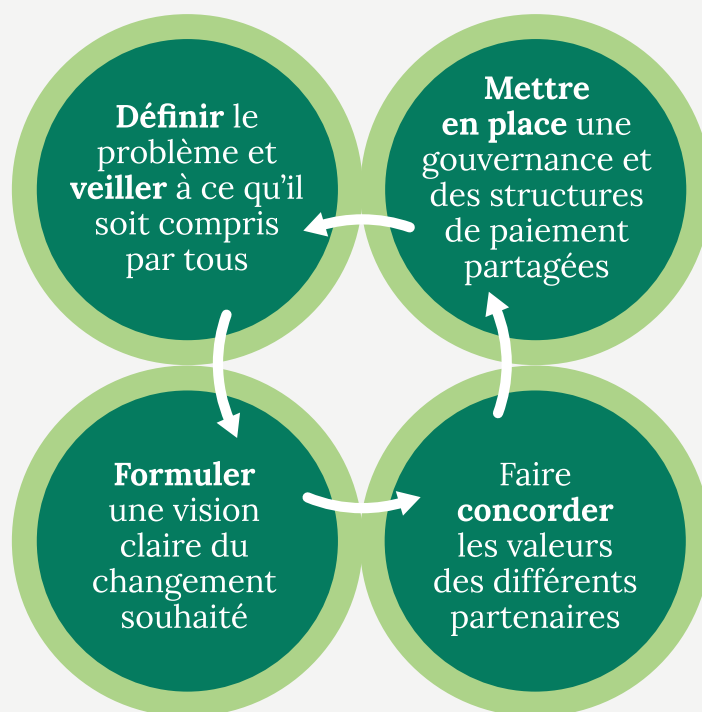 Définir le
problème et
veiller à ce qu’il
soit compris
par tous
Mettre
en place une
gouvernance et
des structures
de paiement
partagées
Formuler
une vision
claire du
changement
souhaité
Faire
concorder
les valeurs
des différents
partenaires